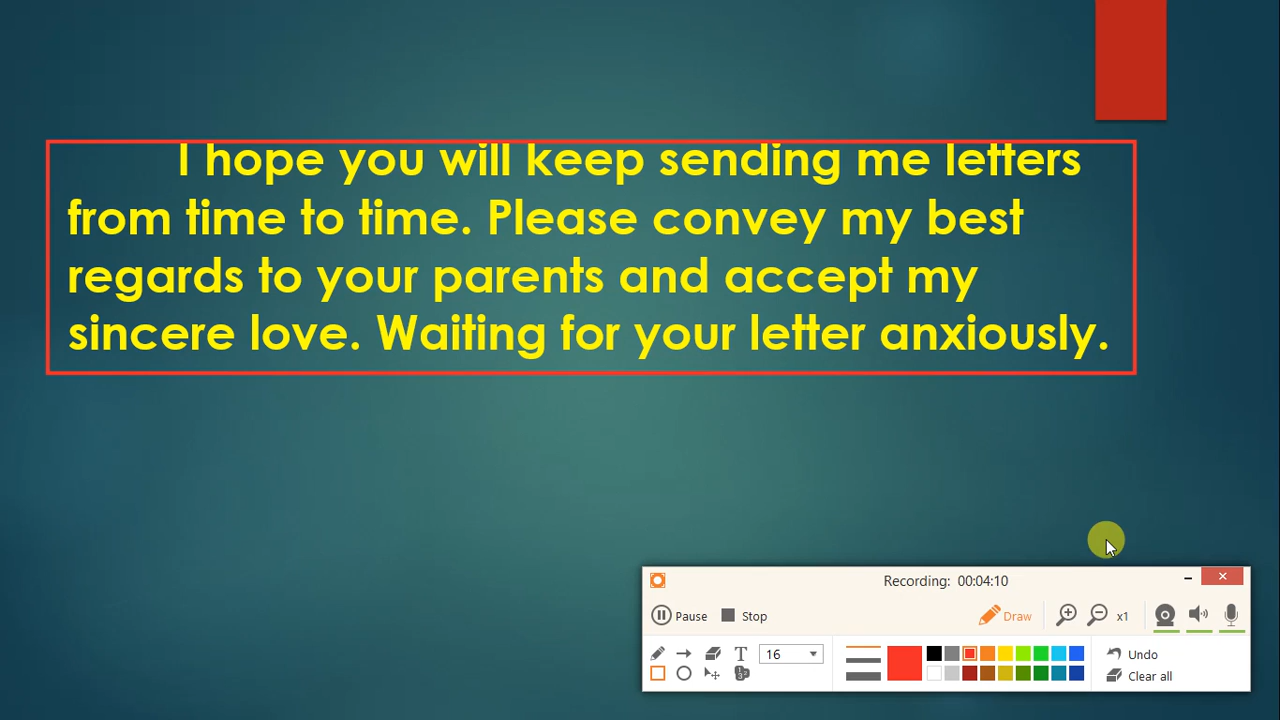 I hope you will keep sending me letters
from time to time. Please convey my best
regards to your parents and accept my
sincere love. Waiting for your letter anxiously.
Recording: 00:04:10
Pause Stop Draw x1
T 16 Undo
Clear all